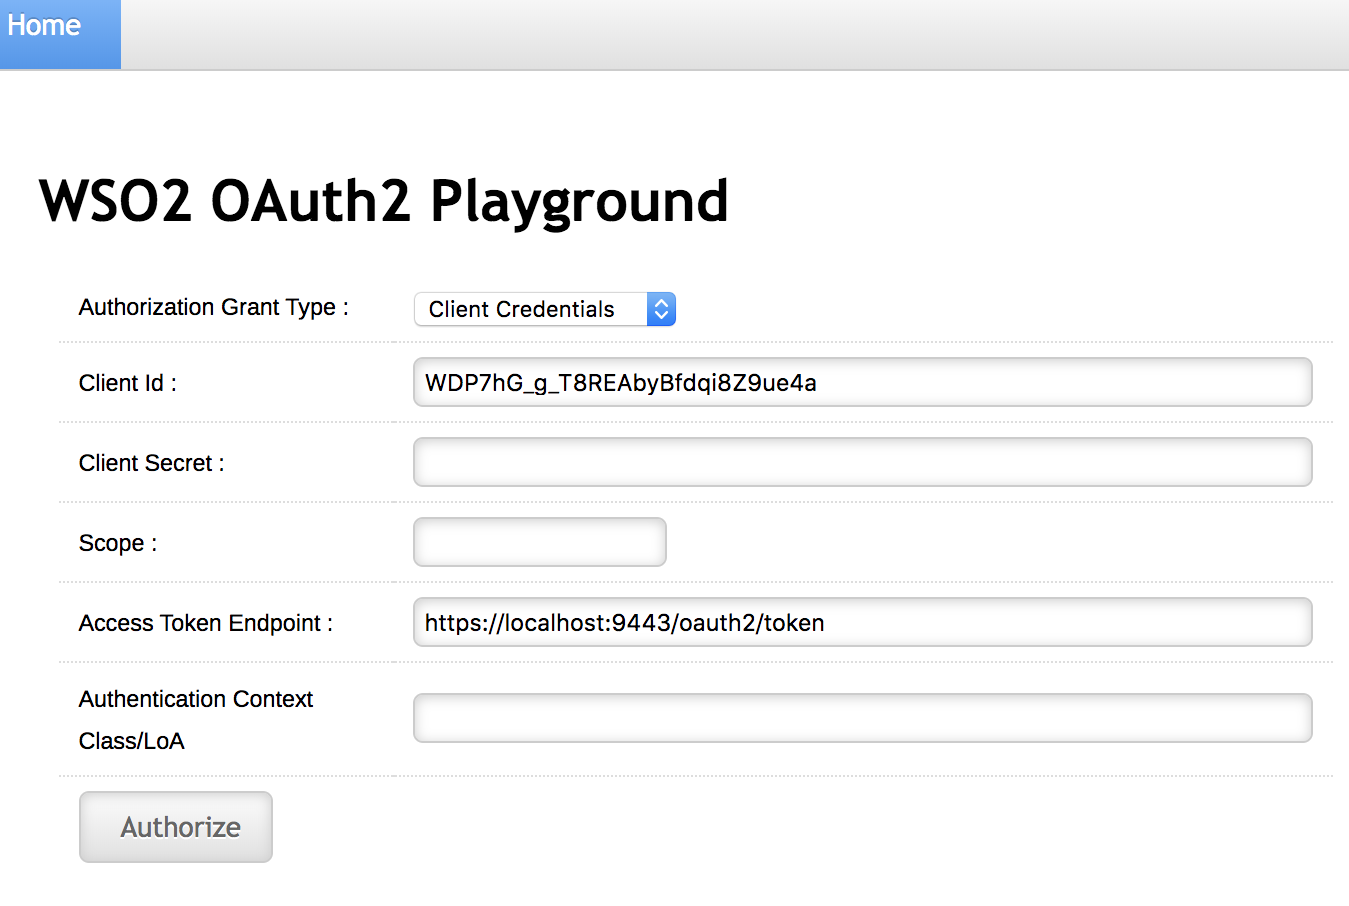 Home
WSO2 OAuth2 Playground
Authorization Grant Type :
Client Credentials
Client Id :
WDP7hG_g_T8REAbyBfdqi8Z9ue4a
Client Secret :
Scope :
Access Token Endpoint :
https://localhost:9443/oauth2/token
Authentication Context
Class/LoA
Authorize